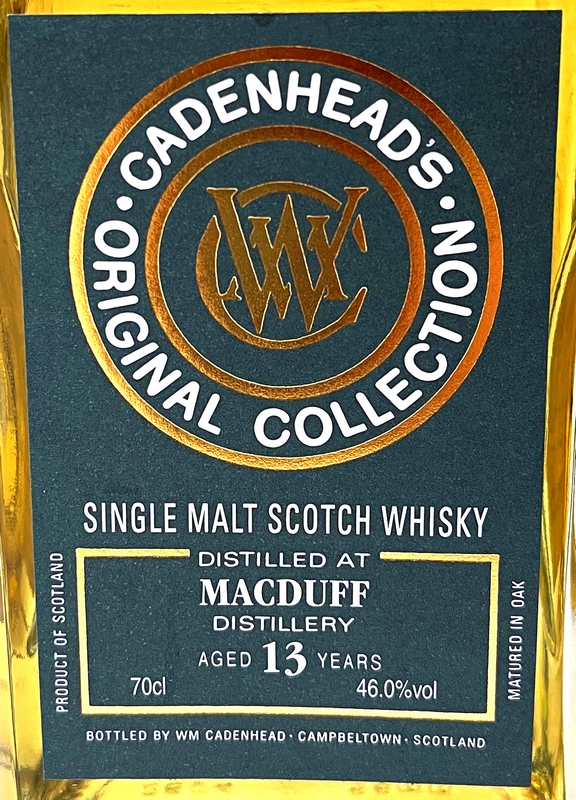 CADENHEAD'S
• ORIGINAL COLLECTION •
WC
SINGLE MALT SCOTCH WHISKY
DISTILLED AT
MACDUFF
DISTILLERY
AGED 13 YEARS
70cl 46.0%vol
PRODUCT OF SCOTLAND
MATURED IN OAK
BOTTLED BY WM CADENHEAD · CAMPBELTOWN · SCOTLAND